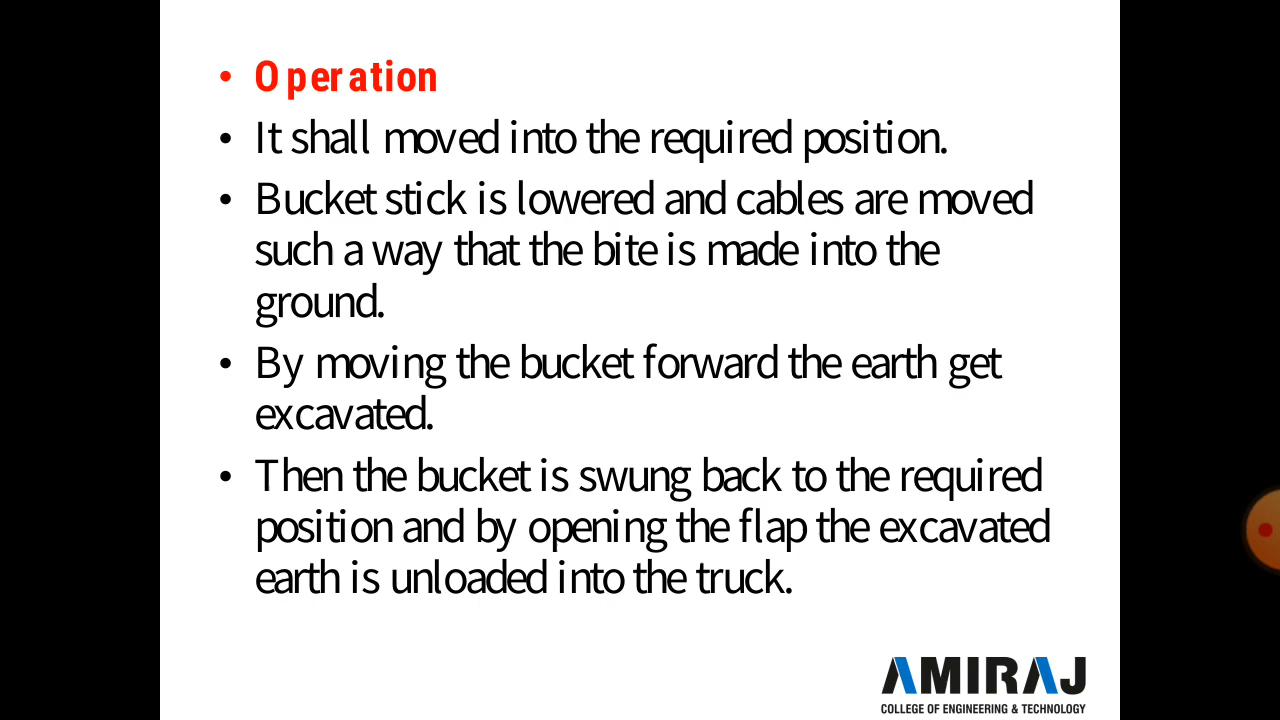 • Operation
• It shall moved into the required position.
• Bucket stick is lowered and cables are moved
such a way that the bite is made into the
ground.
• By moving the bucket forward the earth get
excavated.
• Then the bucket is swung back to the required
position and by opening the flap the excavated
earth is unloaded into the truck.
AMIRAJ
COLLEGE OF ENGINEERING & TECHNOLOGY